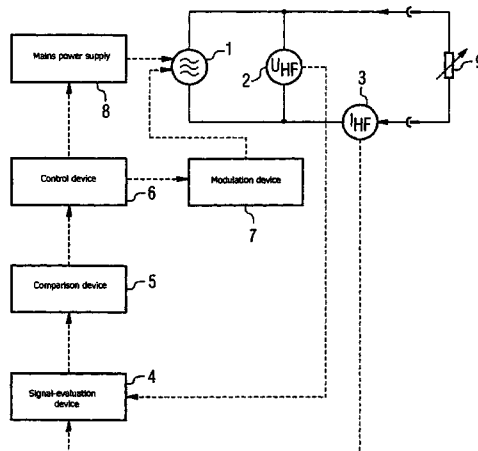 Mains power supply
8
1
U HF
2
3
I HF
9
Control device
6
Modulation device
7
Comparison device
5
Signal-evaluation
device
4